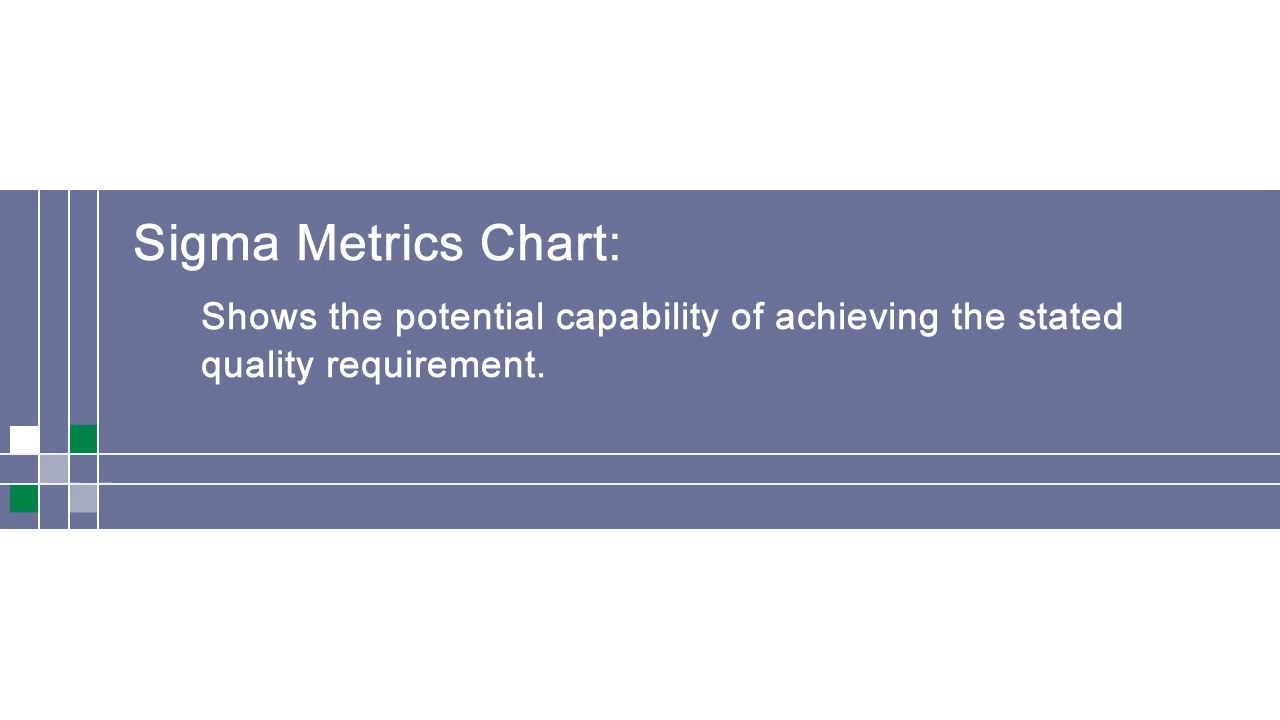 Sigma Metrics Chart:
Shows the potential capability of achieving the stated
quality requirement.